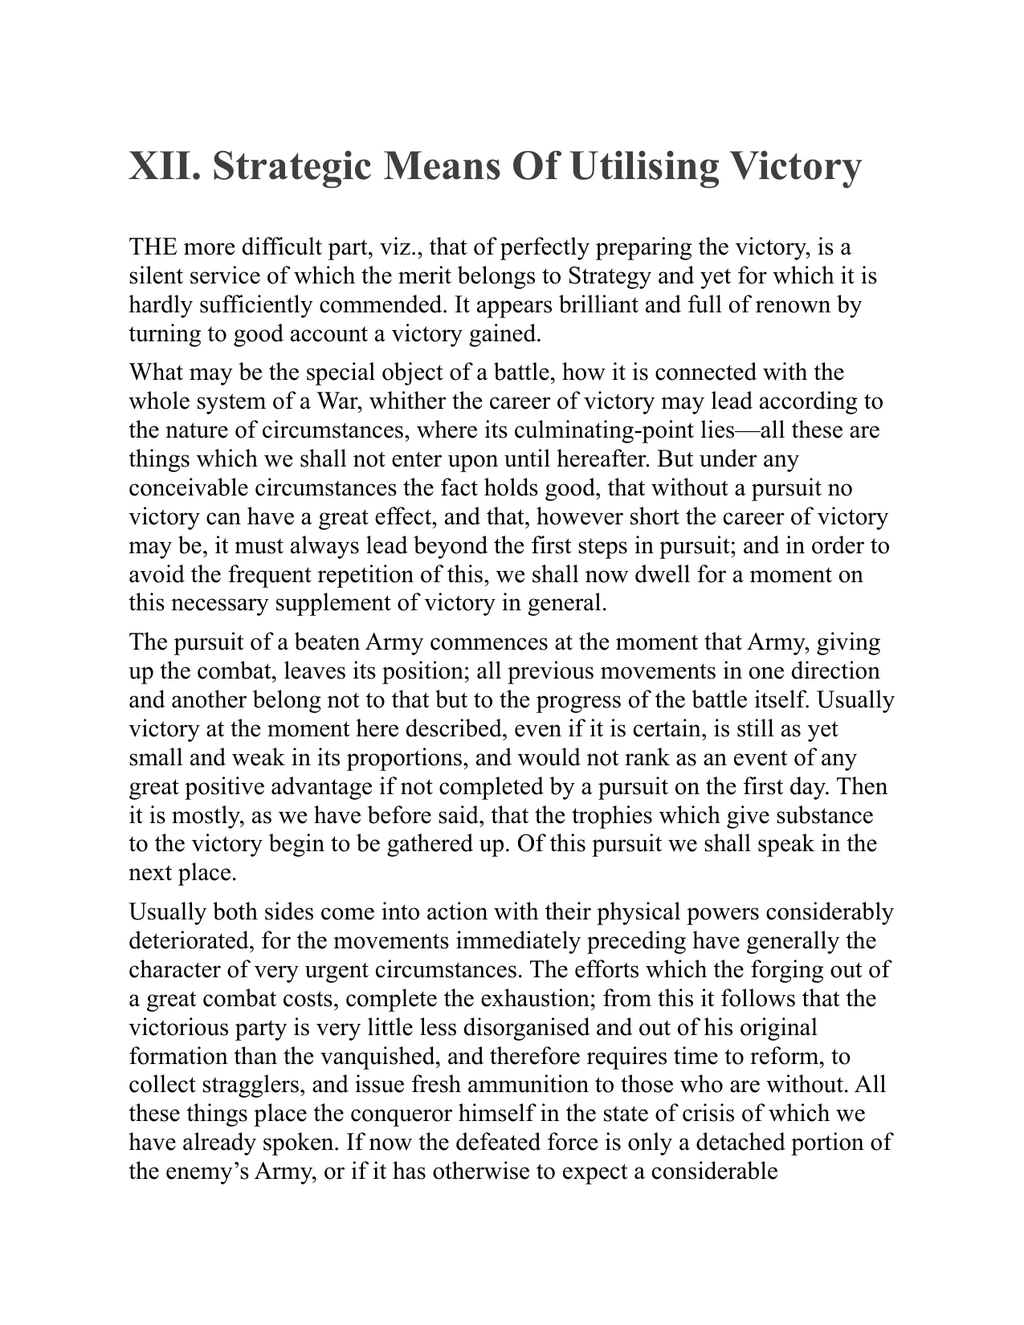 XII. Strategic Means Of Utilising Victory
THE more difficult part, viz., that of perfectly preparing the victory, is a
silent service of which the merit belongs to Strategy and yet for which it is
hardly sufficiently commended. It appears brilliant and full of renown by
turning to good account a victory gained.
What may be the special object of a battle, how it is connected with the
whole system of a War, whither the career of victory may lead according to
the nature of circumstances, where its culminating-point lies—all these are
things which we shall not enter upon until hereafter. But under any
conceivable circumstances the fact holds good, that without a pursuit no
victory can have a great effect, and that, however short the career of victory
may be, it must always lead beyond the first steps in pursuit; and in order to
avoid the frequent repetition of this, we shall now dwell for a moment on
this necessary supplement of victory in general.
The pursuit of a beaten Army commences at the moment that Army, giving
up the combat, leaves its position; all previous movements in one direction
and another belong not to that but to the progress of the battle itself. Usually
victory at the moment here described, even if it is certain, is still as yet
small and weak in its proportions, and would not rank as an event of any
great positive advantage if not completed by a pursuit on the first day. Then
it is mostly, as we have before said, that the trophies which give substance
to the victory begin to be gathered up. Of this pursuit we shall speak in the
next place.
Usually both sides come into action with their physical powers considerably
deteriorated, for the movements immediately preceding have generally the
character of very urgent circumstances. The efforts which the forging out of
a great combat costs, complete the exhaustion; from this it follows that the
victorious party is very little less disorganised and out of his original
formation than the vanquished, and therefore requires time to reform, to
collect stragglers, and issue fresh ammunition to those who are without. All
these things place the conqueror himself in the state of crisis of which we
have already spoken. If now the defeated force is only a detached portion of
the enemy’s Army, or if it has otherwise to expect a considerable